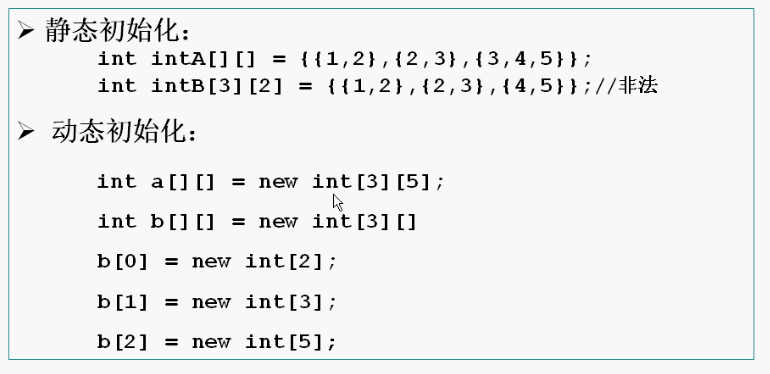 ➢ 静态初始化：
int intA[][] = {{1,2},{2,3},{3,4,5}};
int intB[3][2] = {{1,2},{2,3},{4,5}};//非法
➢ 动态初始化：
int a[][] = new int[3][5];
int b[][] = new int[3][]
b[0] = new int[2];
b[1] = new int[3];
b[2] = new int[5];